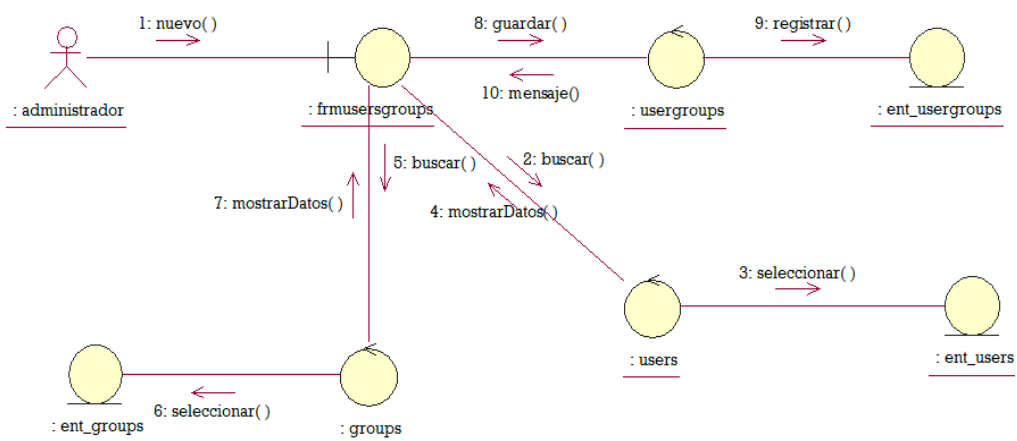 1: nuevo( )
8: guardar( )
9: registrar( )
10: mensaje()
: administrador
: frmusersgroups
: usergroups
: ent_usergroups
5: buscar( )
2: buscar( )
7: mostrarDatos( )
4: mostrarDatos( )
3: seleccionar( )
: users
: ent_users
6: seleccionar( )
: ent_groups
: groups